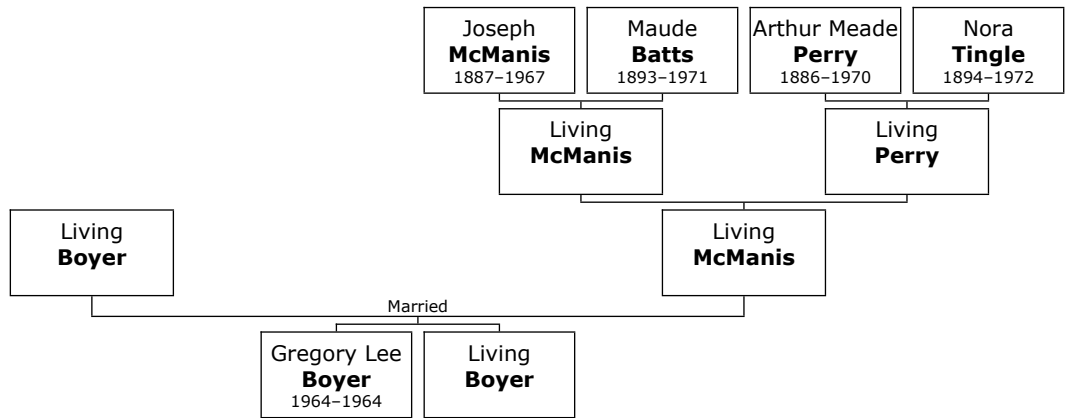 Joseph
McManis
1887–1967
Maude
Batts
1893–1971
Arthur Meade
Perry
1886–1970
Nora
Tingle
1894–1972
Living
McManis
Living
Perry
Living
Boyer
Living
McManis
Married
Gregory Lee
Boyer
1964–1964
Living
Boyer